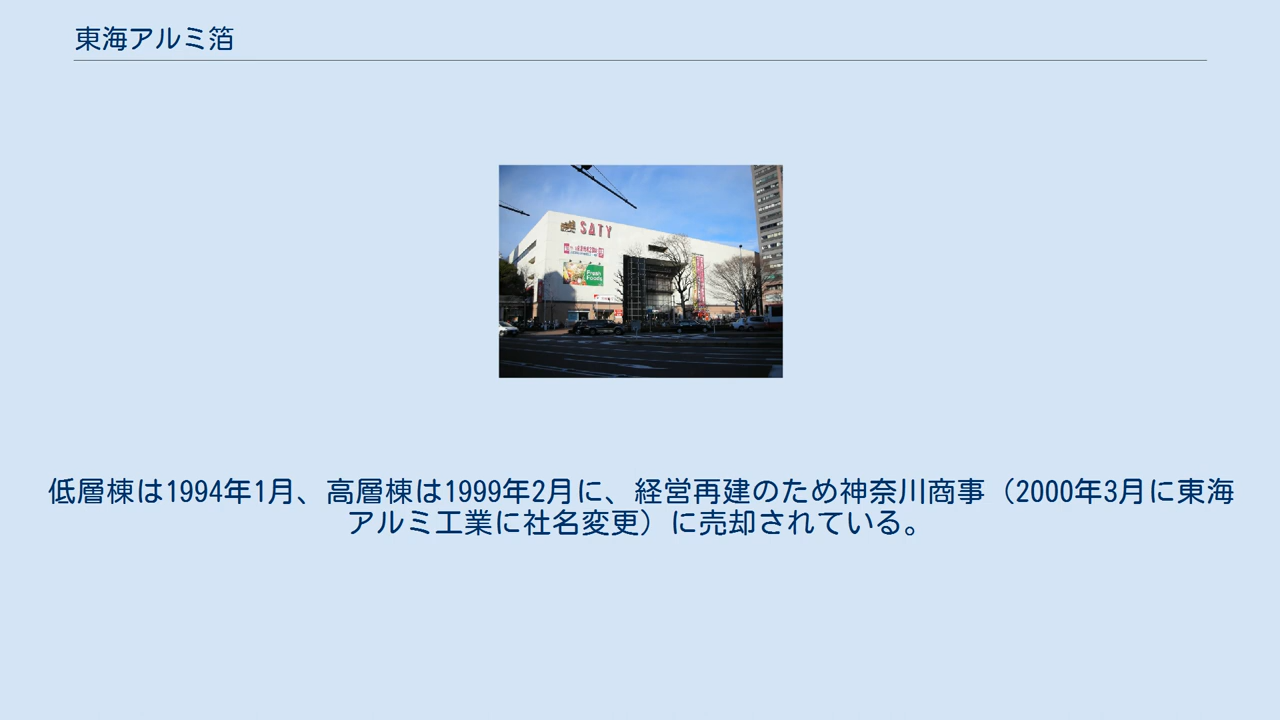 東海アルミ箔
SATY
Fresh
Foods
低層棟は1994年1月、高層棟は1999年2月に、経営再建のため神奈川商事（2000年3月に東海
アルミ工業に社名変更）に売却されている。